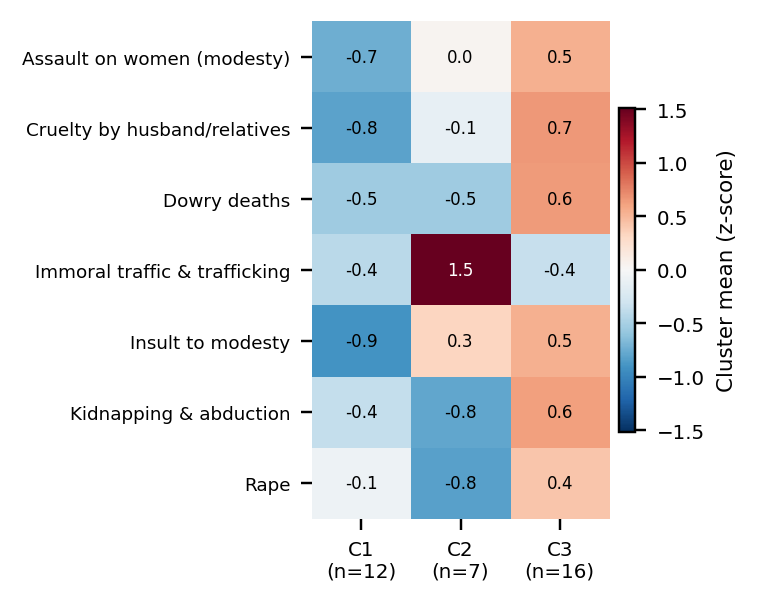 Assault on women (modesty) -0.7 0.0 0.5
Cruelty by husband/relatives -0.8 -0.1 0.7
Dowry deaths -0.5 -0.5 0.6
Immoral traffic & trafficking -0.4 1.5 -0.4
Insult to modesty -0.9 0.3 0.5
Kidnapping & abduction -0.4 -0.8 0.6
Rape -0.1 -0.8 0.4
C1 C2 C3
(n=12) (n=7) (n=16)
1.5
1.0
0.5
0.0
−0.5
−1.0
−1.5
Cluster mean (z-score)